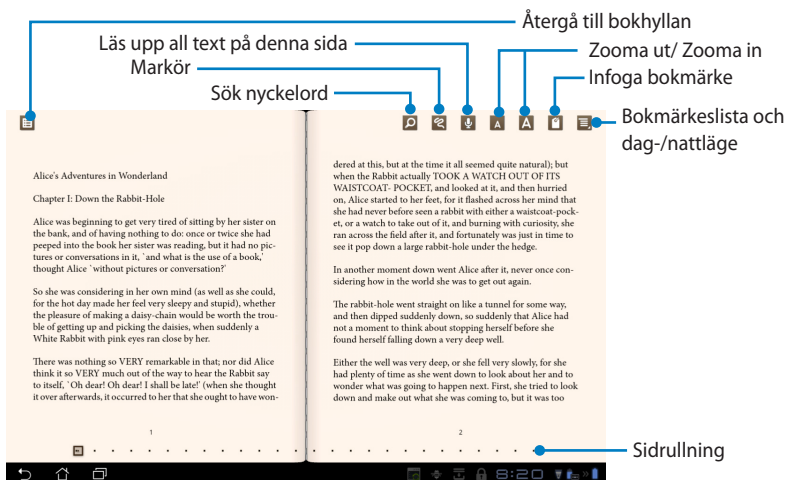 Återgå till bokhyllan
Läs upp all text på denna sida
Zooma ut/ Zooma in
Markör
Infoga bokmärke
Sök nyckelord
Bokmärkeslista och
dag-/nattläge
A
A
Alice's Adventures in Wonderland
Chapter I: Down the Rabbit-Hole
Alice was beginning to get very tired of sitting by her sister on
the bank, and of having nothing to do: once or twice she had
peeped into the book her sister was reading, but it had no pic-
tures or conversations in it, `and what is the use of a book,'
thought Alice `without pictures or conversation?'
So she was considering in her own mind (as well as she could,
for the hot day made her feel very sleepy and stupid), whether
the pleasure of making a daisy-chain would be worth the trou-
ble of getting up and picking the daisies, when suddenly a
White Rabbit with pink eyes ran close by her.
There was nothing so VERY remarkable in that; nor did Alice
think it so VERY much out of the way to hear the Rabbit say
to itself, `Oh dear! Oh dear! I shall be late!' (when she thought
it over afterwards, it occurred to her that she ought to have won-
1
dered at this, but at the time it all seemed quite natural); but
when the Rabbit actually TOOK A WATCH OUT OF ITS
WAISTCOAT- POCKET, and looked at it, and then hurried
on, Alice started to her feet, for it flashed across her mind that
she had never before seen a rabbit with either a waistcoat-pock-
et, or a watch to take out of it, and burning with curiosity, she
ran across the field after it, and fortunately was just in time to
see it pop down a large rabbit-hole under the hedge.
In another moment down went Alice after it, never once con-
sidering how in the world she was to get out again.
The rabbit-hole went straight on like a tunnel for some way,
and then dipped suddenly down, so suddenly that Alice had
not a moment to think about stopping herself before she
found herself falling down a very deep well.
Either the well was very deep, or she fell very slowly, for she
had plenty of time as she went down to look about her and to
wonder what was going to happen next. First, she tried to look
down and make out what she was coming to, but it was too
2
Sidrullning
8:20